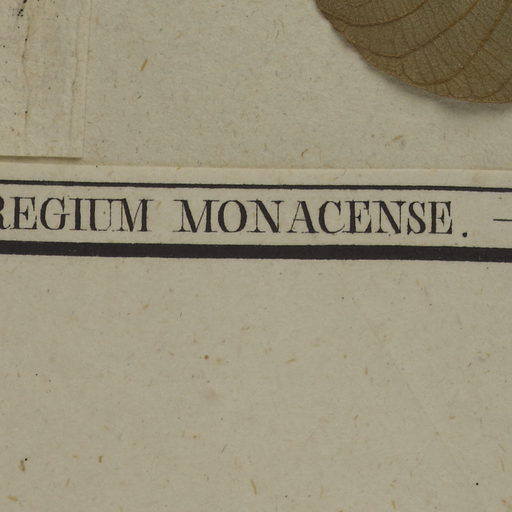 REGIUM MONACENSE. —